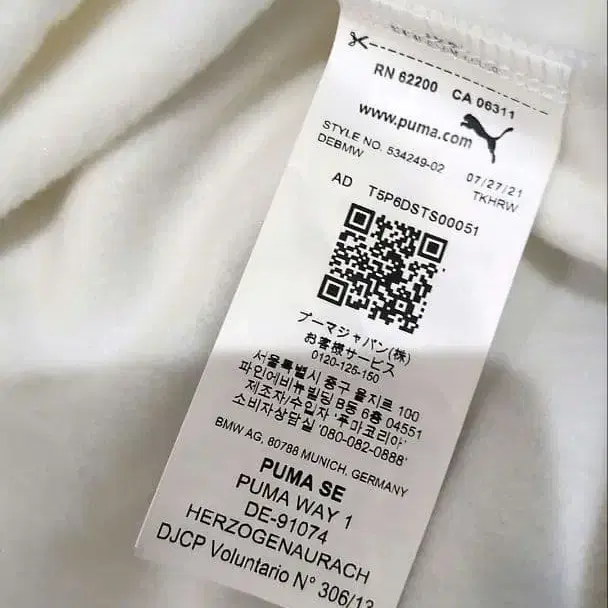 RN 62200 CA 06311
www.puma.com
STYLE NO. 534249-02 07/27/21
DEBMW TKHRW
AD T5P6DSTS00051
プーマジャパン(株)
お客様サービス
0120-125-150
서울특별시 중구 을지로 100
파인에비뉴빌딩 B동 6층 04551
제조자/수입자 '푸마코리아'
소비자상담실 '080-082-0888'
BMW AG, 80788 MUNICH, GERMANY
PUMA SE
PUMA WAY 1
DE-91074
HERZOGENAURACH
DJCP Voluntario N° 306/13